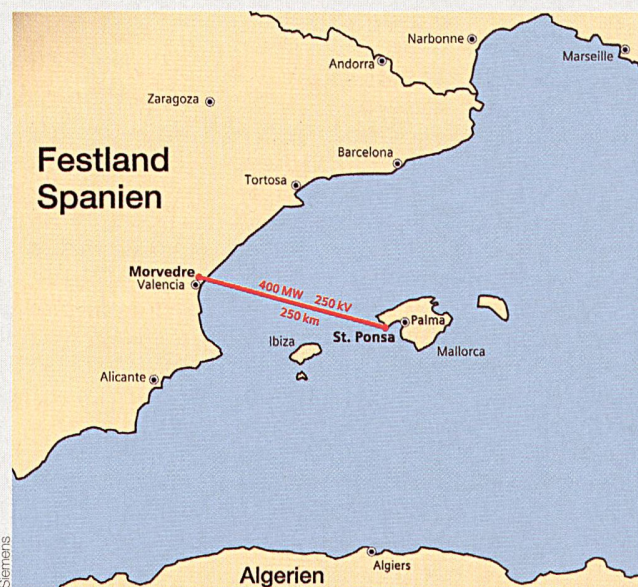 Narbonne
Marseille
Andorra
Zaragoza
Barcelona
Festland
Spanien
Tortosa
Morvedre
Valencia
400 MW 250 kV
250 km
Palma
St. Ponsa
Ibiza
Mallorca
Alicante
Siemens
Algiers
Algerien